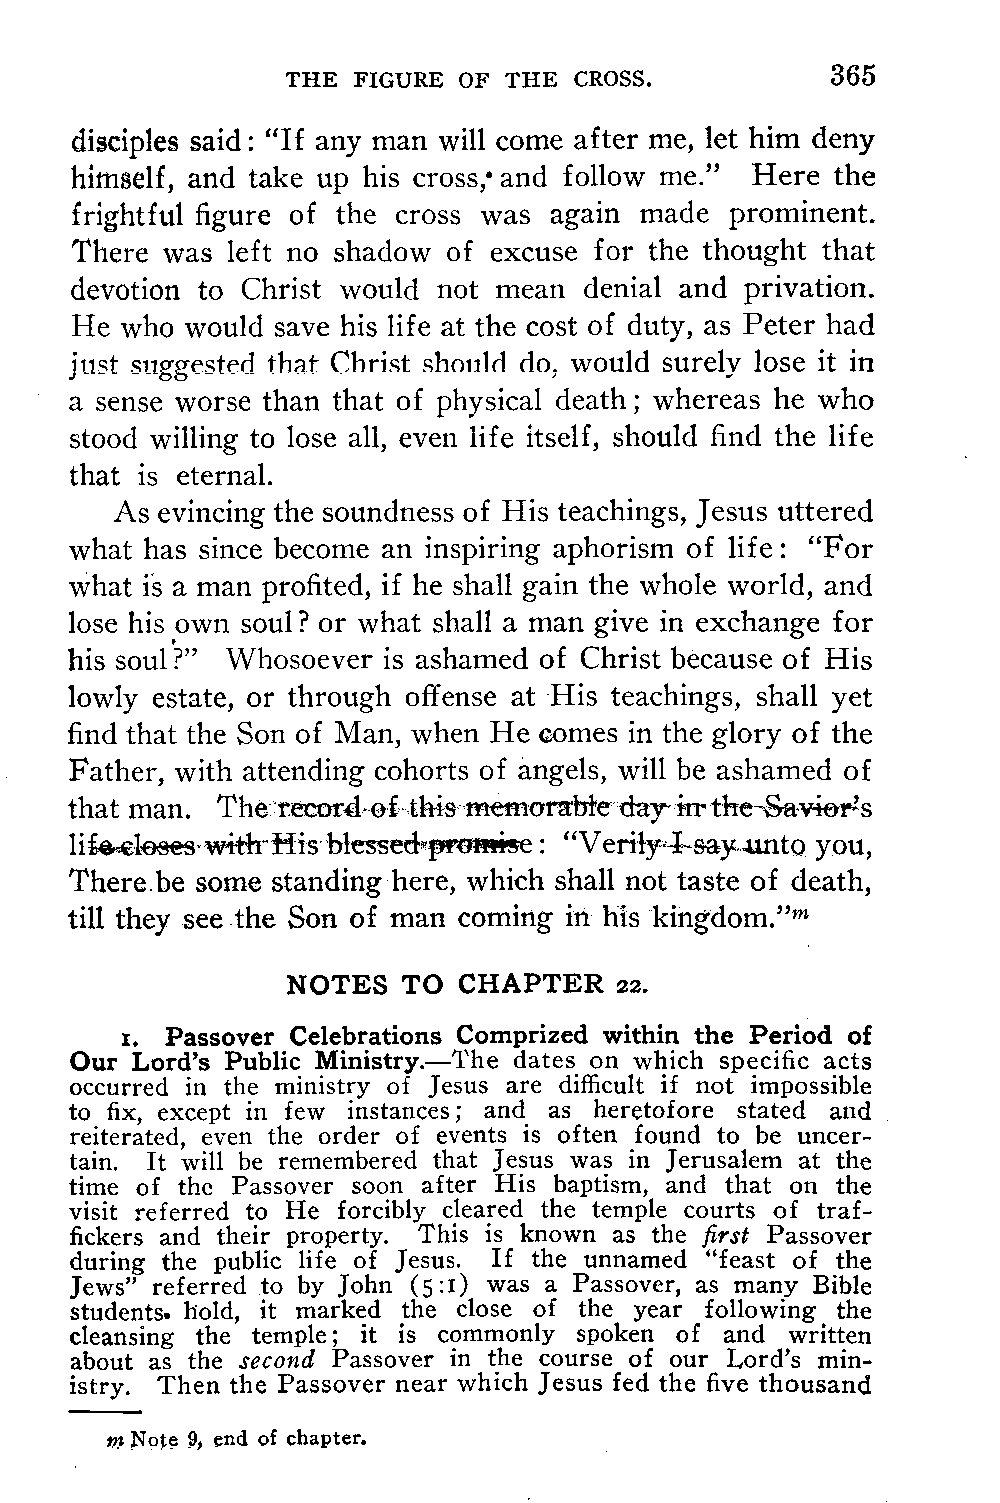 THE FIGURE OF THE CROSS. 365
disciples said: “If any man will come after me, let him deny
himself, and take up his cross, and follow me.” Here the
frightful figure of the cross was again made prominent.
There was left no shadow of excuse for the thought that
devotion to Christ would not mean denial and privation.
He who would save his life at the cost of duty, as Peter had
just suggested that Christ should do, would surely lose it in
a sense worse than that of physical death; whereas he who
stood willing to lose all, even life itself, should find the life
that is eternal.
As evincing the soundness of His teachings, Jesus uttered
what has since become an inspiring aphorism of life: “For
what is a man profited, if he shall gain the whole world, and
lose his own soul? or what shall a man give in exchange for
his soul?” Whosoever is ashamed of Christ because of His
lowly estate, or through offense at His teachings, shall yet
find that the Son of Man, when He comes in the glory of the
Father, with attending cohorts of angels, will be ashamed of
that man. The record of this memorable day in the Savior’s
life closes with His blessed promise: “Verily I say unto you,
There be some standing here, which shall not taste of death,
till they see the Son of man coming in his kingdom.”m
NOTES TO CHAPTER 22.
1. Passover Celebrations Comprized within the Period of
Our Lord’s Public Ministry.—The dates on which specific acts
occurred in the ministry of Jesus are difficult if not impossible
to fix, except in few instances; and as heretofore stated and
reiterated, even the order of events is often found to be uncer-
tain. It will be remembered that Jesus was in Jerusalem at the
time of the Passover soon after His baptism, and that on the
visit referred to He forcibly cleared the temple courts of traf-
fickers and their property. This is known as the first Passover
during the public life of Jesus. If the unnamed “feast of the
Jews” referred to by John (5:1) was a Passover, as many Bible
students hold, it marked the close of the year following the
cleansing the temple; it is commonly spoken of and written
about as the second Passover in the course of our Lord’s min-
istry. Then the Passover near which Jesus fed the five thousand
m Note 9, end of chapter.